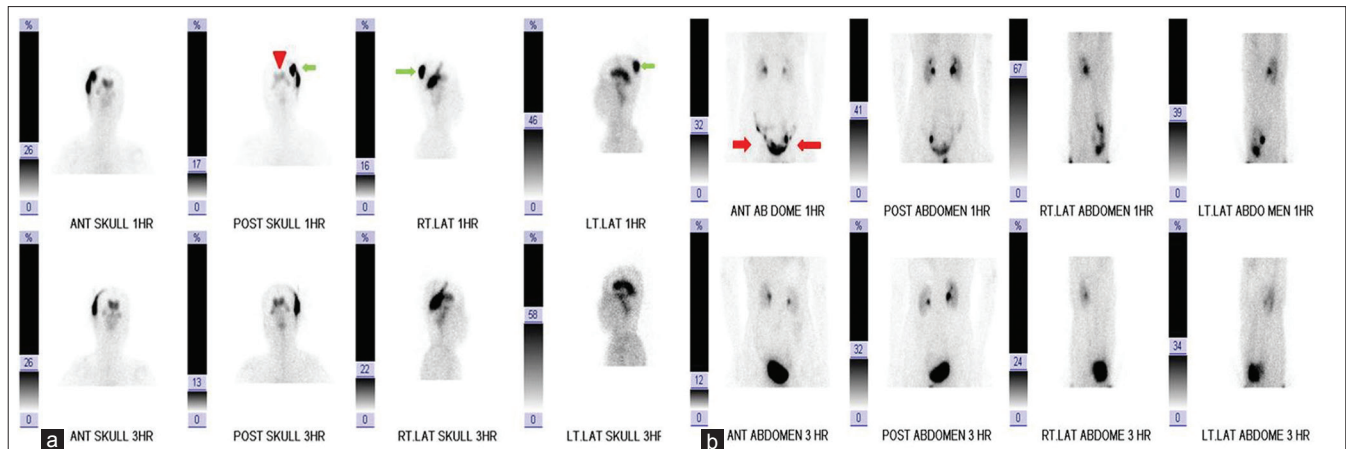 %
26
0
ANT SKULL 1HR
%
17
0
POST SKULL 1HR
%
16
0
RT.LAT 1HR
%
46
0
LT.LAT 1HR
%
26
0
ANT SKULL 3HR
%
13
0
POST SKULL 3HR
%
22
0
RT.LAT SKULL 3HR
%
58
0
LT.LAT SKULL 3HF
a
%
32
0
ANT AB DOME 1HR
%
41
0
POST ABDOMEN 1HR
%
67
0
RT.LAT ABDOMEN 1HR
%
39
0
LT.LAT ABDO MEN 1HR
%
12
0
ANT ABDOMEN 3 HR
%
32
0
POST ABDOMEN 3 HR
%
24
0
RT.LAT ABDOME 3 HR
%
34
0
LT.LAT ABDOME 3 HR
b